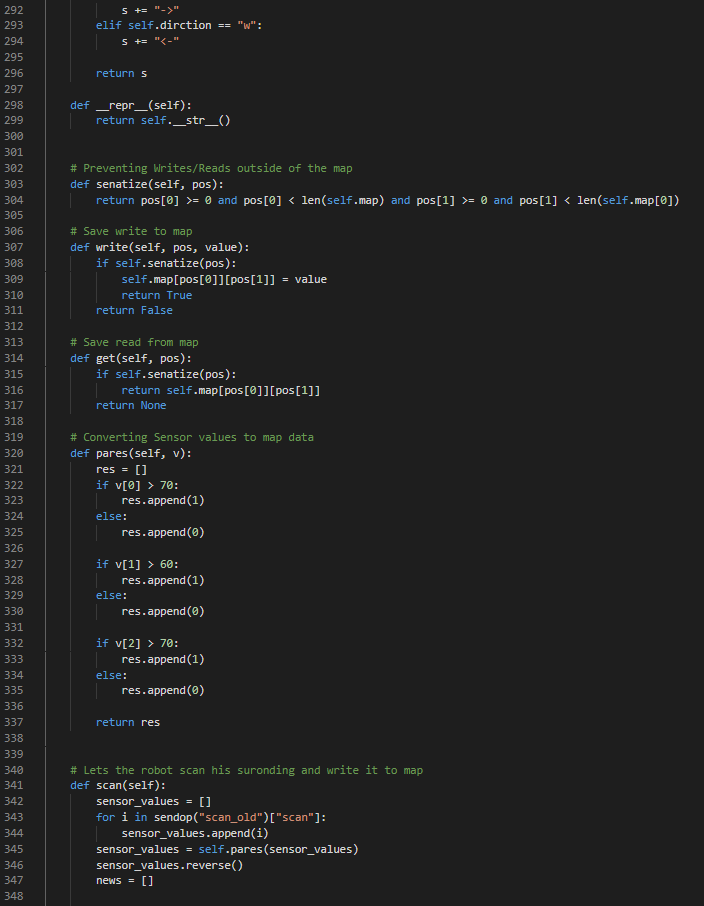 292 s += "->"
293 elif self.dirction == "w":
294 s += "<-"
295
296 return s
297
298 def __repr__(self):
299 return self.__str__()
300
301
302 # Preventing Writes/Reads outside of the map
303 def senatize(self, pos):
304 return pos[0] >= 0 and pos[0] < len(self.map) and pos[1] >= 0 and pos[1] < len(self.map[0])
305
306 # Save write to map
307 def write(self, pos, value):
308 if self.senatize(pos):
309 self.map[pos[0]][pos[1]] = value
310 return True
311 return False
312
313 # Save read from map
314 def get(self, pos):
315 if self.senatize(pos):
316 return self.map[pos[0]][pos[1]]
317 return None
318
319 # Converting Sensor values to map data
320 def pares(self, v):
321 res = []
322 if v[0] > 70:
323 res.append(1)
324 else:
325 res.append(0)
326
327 if v[1] > 60:
328 res.append(1)
329 else:
330 res.append(0)
331
332 if v[2] > 70:
333 res.append(1)
334 else:
335 res.append(0)
336
337 return res
338
339
340 # Lets the robot scan his suronding and write it to map
341 def scan(self):
342 sensor_values = []
343 for i in sendop("scan_old")["scan"]:
344 sensor_values.append(i)
345 sensor_values = self.pares(sensor_values)
346 sensor_values.reverse()
347 news = []
348